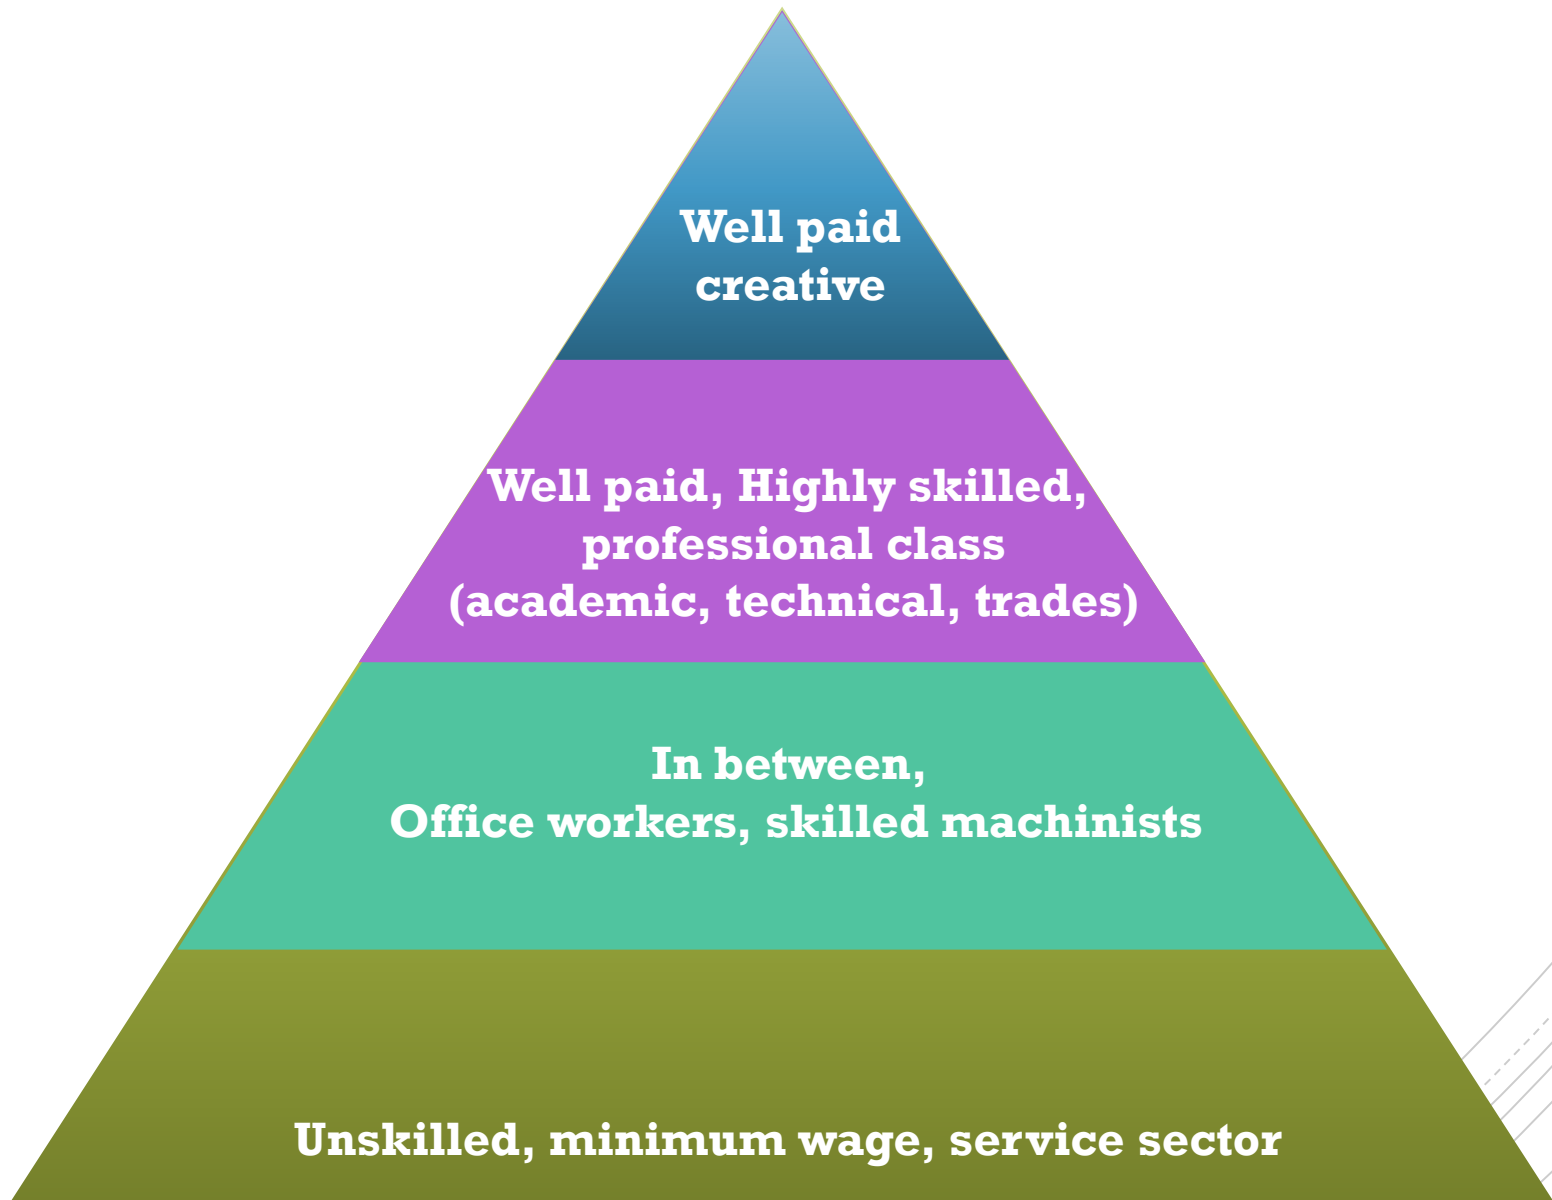 Well paid
creative
Well paid, Highly skilled,
professional class
(academic, technical, trades)
In between,
Office workers, skilled machinists
Unskilled, minimum wage, service sector